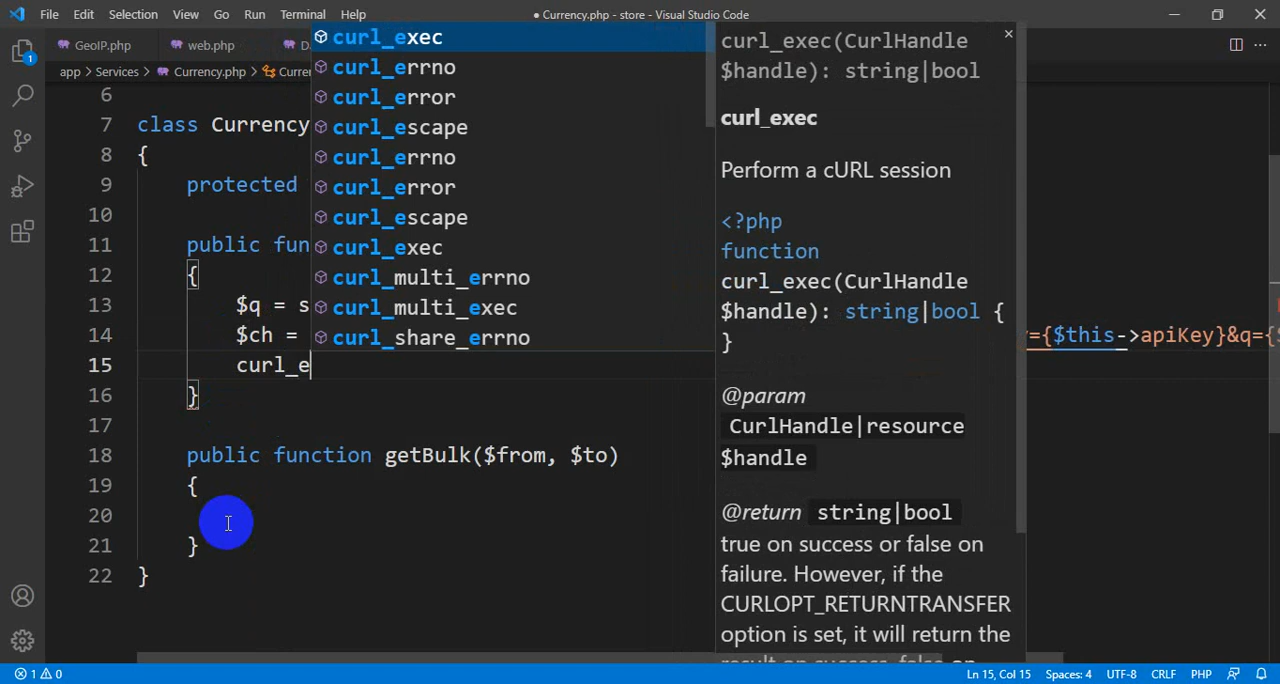 File Edit Selection View Go Run Terminal Help
● Currency.php - store - Visual Studio Code
GeoIP.php web.php
app > Services > Currency.php >
6
7 class Currency
8 {
9 protected
10
11 public fun
12 {
13 $q = s
14 $ch = ={$this->apiKey}&q={
15 curl_e
16 }
17
18 public function getBulk($from, $to)
19 {
20
21 }
22 }
curl_exec
curl_errno
curl_error
curl_escape
curl_errno
curl_error
curl_escape
curl_exec
curl_multi_errno
curl_multi_exec
curl_share_errno
curl_exec(CurlHandle
$handle): string|bool
curl_exec
Perform a cURL session
<?php
function
curl_exec(CurlHandle
$handle): string|bool {
}
@param
CurlHandle|resource
$handle
@return string|bool
true on success or false on
failure. However, if the
CURLOPT_RETURNTRANSFER
option is set, it will return the
1
1 0
Ln 15, Col 15 Spaces: 4 UTF-8 CRLF PHP